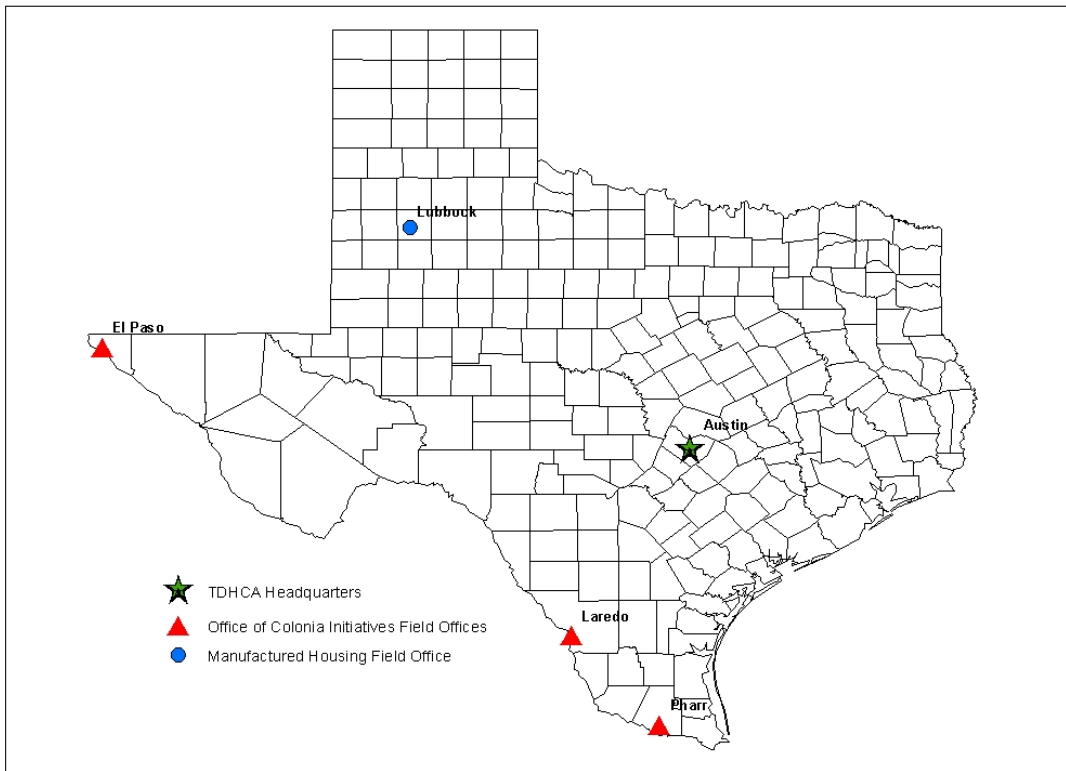 Lubbock
El Paso
Austin
TDHCA Headquarters
Office of Colonia Initiatives Field Offices
Manufactured Housing Field Office
Laredo
Pharr